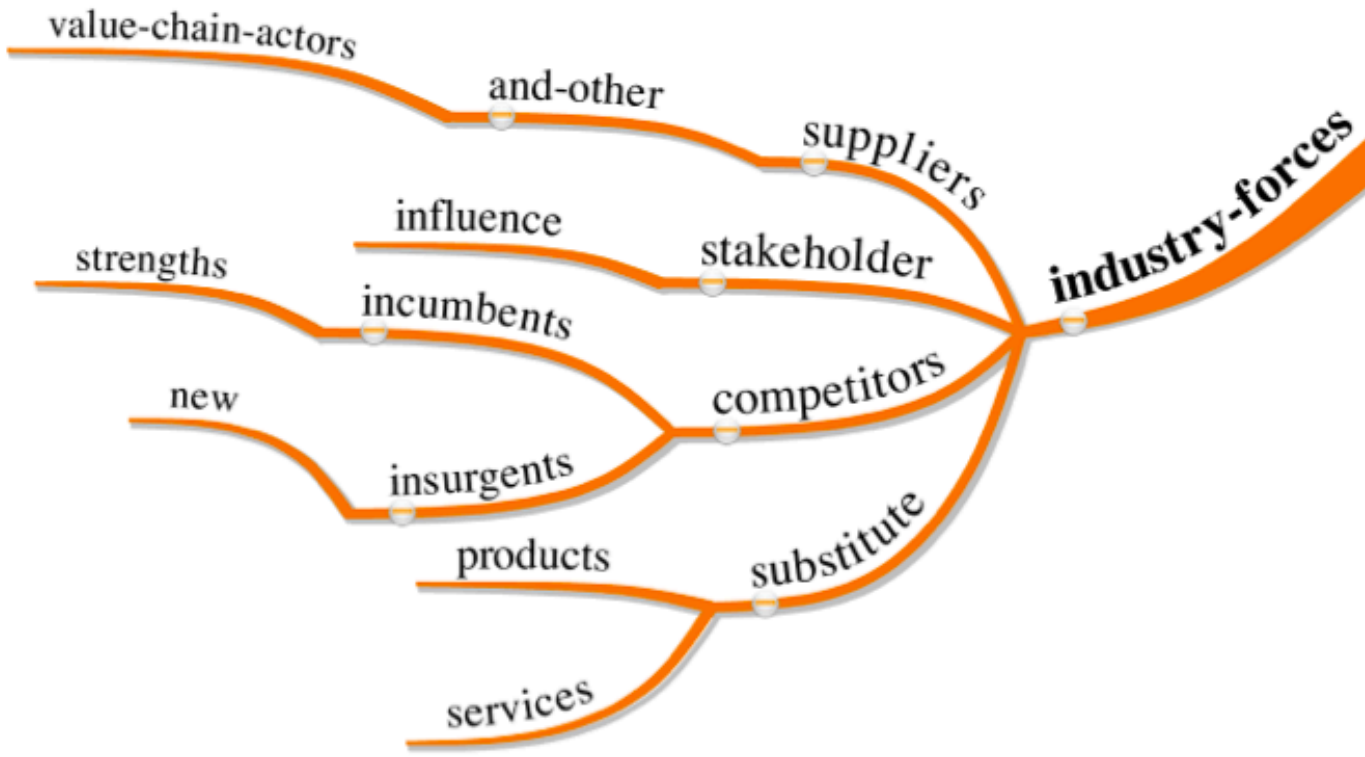 value-chain-actors
and-other
suppliers
industry-forces
influence
stakeholder
strengths
incumbents
competitors
new
insurgents
products
substitute
services